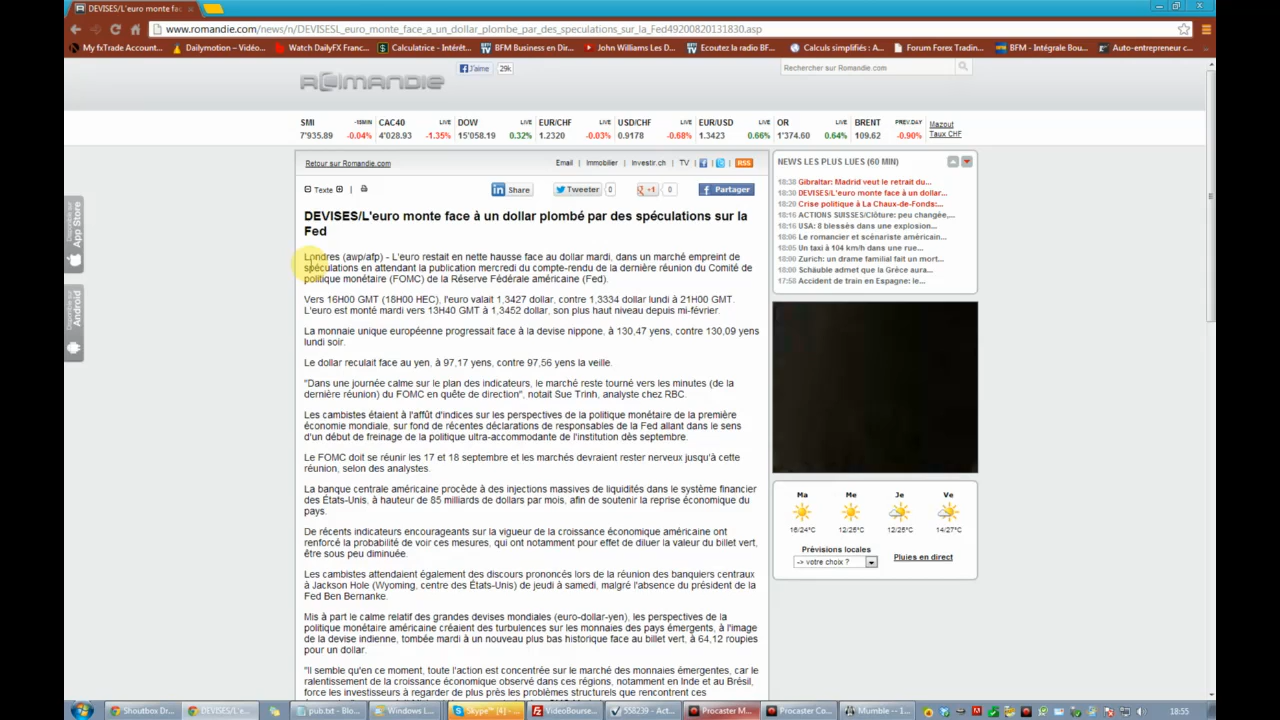 DEVISES/L'euro monte fac
www.romandie.com/news/n/DEVISESL_euro_monte_face_a_un_dollar_plombe_par_des_speculations_sur_la_Fed49200820131830.asp
My fxTrade Account... Dailymotion – Vidéo... Watch DailyFX Franc... Calculatrice - Intérêt... BFM Business en Dir... John Williams Les D... Ecoutez la radio BF... Calculs simplifiés : A... Forum Forex Trading... BFM - Intégrale Bou... Auto-entrepreneur c...
ROMANDIE
J'aime 29k
Rechercher sur Romandie.com
SMI -15MIN CAC40 LIVE DOW LIVE EUR/CHF LIVE USD/CHF LIVE EUR/USD LIVE OR LIVE BRENT PREV.DAY Mazout
7'935.89 -0.04% 4'028.93 -1.35% 15'058.19 0.32% 1.2320 -0.03% 0.9178 -0.68% 1.3423 0.66% 1'374.60 0.64% 109.62 -0.90% Taux CHF
Retour sur Romandie.com
Email | Immobilier | Investir.ch | TV | RSS
Texte
Share Tweeter 0 +1 0 Partager
DEVISES/L'euro monte face à un dollar plombé par des spéculations sur la
Fed
Londres (awp/afp) - L'euro restait en nette hausse face au dollar mardi, dans un marché empreint de
spéculations en attendant la publication mercredi du compte-rendu de la dernière réunion du Comité de
politique monétaire (FOMC) de la Réserve Fédérale américaine (Fed).
Vers 16H00 GMT (18H00 HEC), l'euro valait 1,3427 dollar, contre 1,3334 dollar lundi à 21H00 GMT.
L'euro est monté mardi vers 13H40 GMT à 1,3452 dollar, son plus haut niveau depuis mi-février.
La monnaie unique européenne progressait face à la devise nippone, à 130,47 yens, contre 130,09 yens
lundi soir.
Le dollar reculait face au yen, à 97,17 yens, contre 97,56 yens la veille.
"Dans une journée calme sur le plan des indicateurs, le marché reste tourné vers les minutes (de la
dernière réunion) du FOMC en quête de direction", notait Sue Trinh, analyste chez RBC.
Les cambistes étaient à l'affût d'indices sur les perspectives de la politique monétaire de la première
économie mondiale, sur fond de récentes déclarations de responsables de la Fed allant dans le sens
d'un début de freinage de la politique ultra-accommodante de l'institution dès septembre.
Le FOMC doit se réunir les 17 et 18 septembre et les marchés devraient rester nerveux jusqu'à cette
réunion, selon des analystes.
La banque centrale américaine procède à des injections massives de liquidités dans le système financier
des États-Unis, à hauteur de 85 milliards de dollars par mois, afin de soutenir la reprise économique du
pays.
De récents indicateurs encourageants sur la vigueur de la croissance économique américaine ont
renforcé la probabilité de voir ces mesures, qui ont notamment pour effet de diluer la valeur du billet vert,
être sous peu diminuée.
Les cambistes attendaient également des discours prononcés lors de la réunion des banquiers centraux
à Jackson Hole (Wyoming, centre des États-Unis) de jeudi à samedi, malgré l'absence du président de la
Fed Ben Bernanke.
Mis à part le calme relatif des grandes devises mondiales (euro-dollar-yen), les perspectives de la
politique monétaire américaine créaient des turbulences sur les monnaies des pays émergents, à l'image
de la devise indienne, tombée mardi à un nouveau plus bas historique face au billet vert, à 64,12 roupies
pour un dollar.
"Il semble qu'en ce moment, toute l'action est concentrée sur le marché des monnaies émergentes, car le
ralentissement de la croissance économique observé dans ces régions, notamment en Inde et au Brésil,
force les investisseurs à regarder de plus près les problèmes structurels que rencontrent ces
NEWS LES PLUS LUES (60 MIN)
18:38 Gibraltar: Madrid veut le retrait du...
18:30 DEVISES/L'euro monte face à un dollar...
18:20 Crise politique à La Chaux-de-Fonds:...
18:16 ACTIONS SUISSES/Clôture: peu changée,...
18:16 USA: 8 blessés dans une explosion...
18:06 Le romancier et scénariste américain...
18:05 Un taxi à 104 km/h dans une rue...
18:00 Zurich: un drame familial fait un mort...
18:00 Schäuble admet que la Grèce aura...
17:58 Accident de train en Espagne: le...
Ma Me Je Ve
16/24°C 12/25°C 12/25°C 14/27°C
Prévisions locales
-> votre choix ?
Pluies en direct
Disponible sur
App Store
Disponible sur
Android
Shoutbox Dr... DEVISES/L'e... pub.txt - Blo... Windows L... Skype™ [4] - ... VideoBourse... 558239 - Act... Procaster M... Procaster Co... Mumble -- 1... 18:55